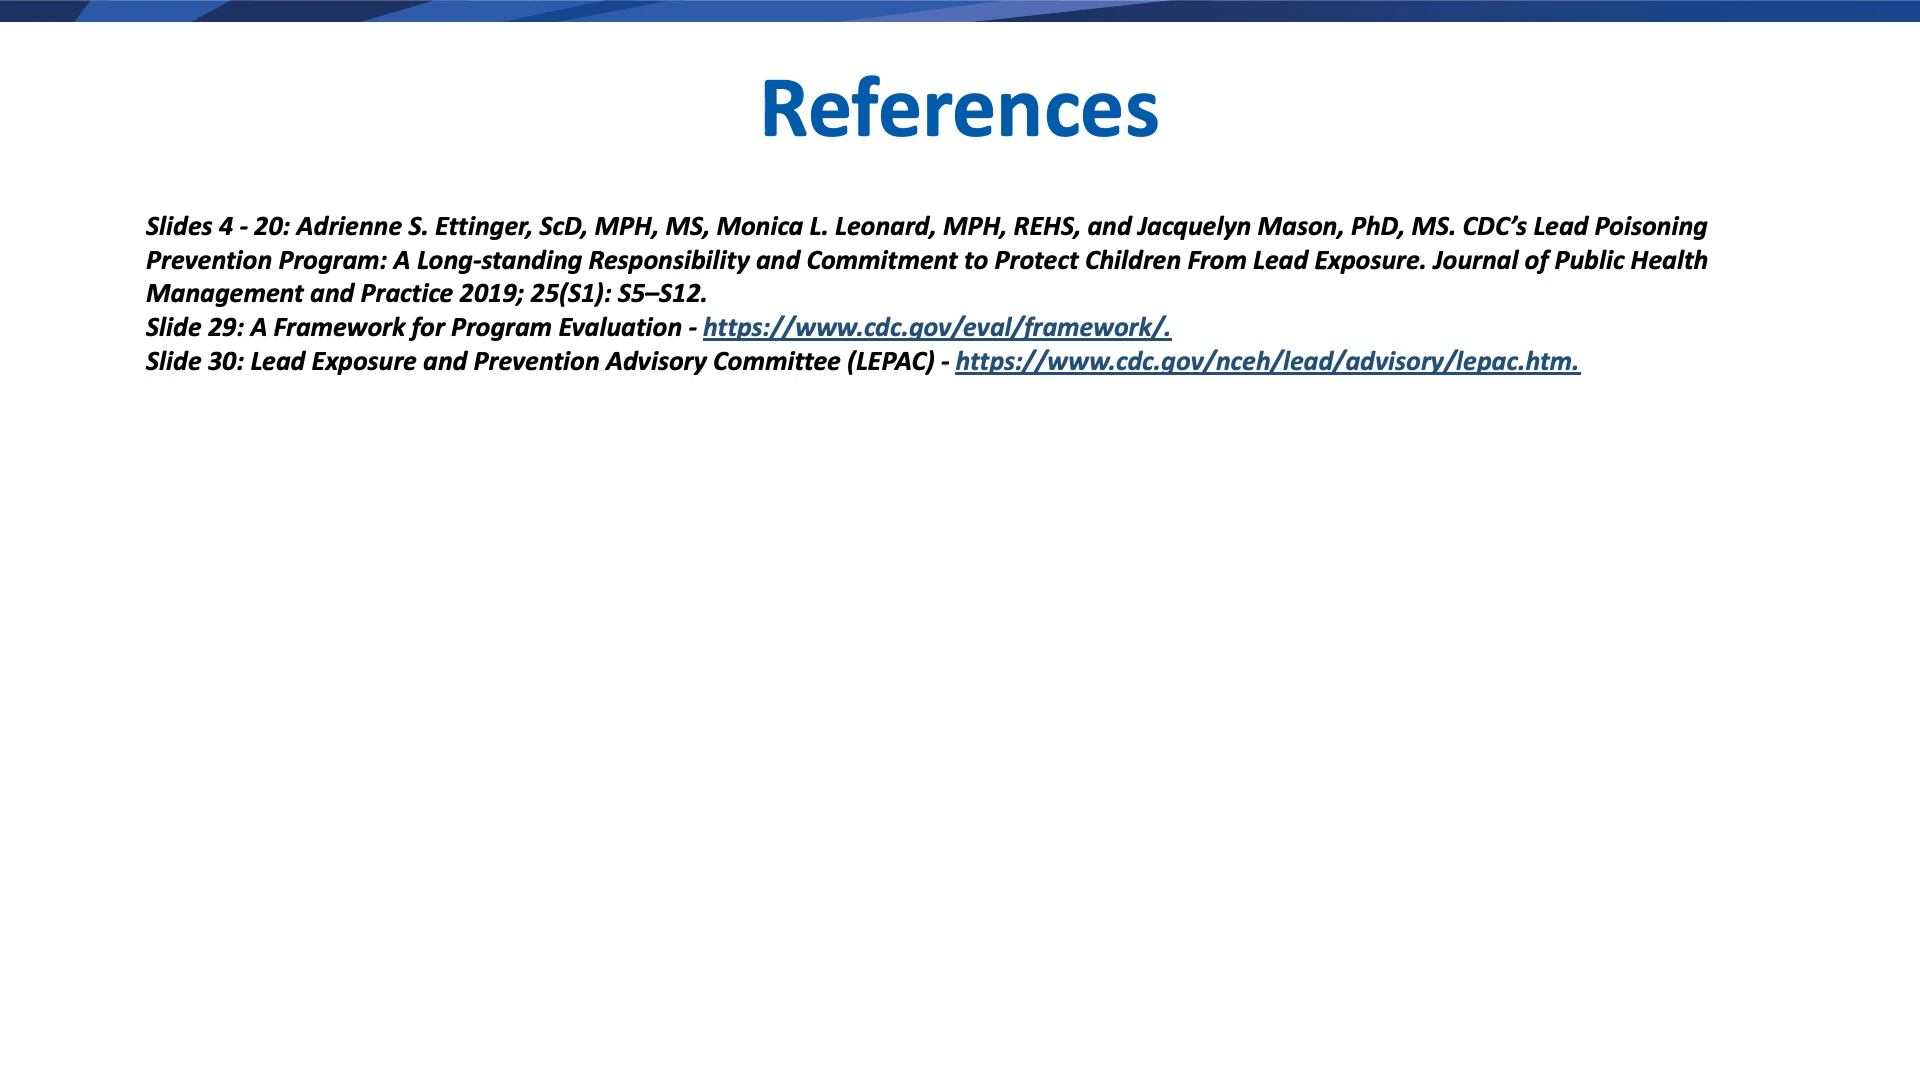 References
Slides 4 - 20: Adrienne S. Ettinger, ScD, MPH, MS, Monica L. Leonard, MPH, REHS, and Jacquelyn Mason, PhD, MS. CDC’s Lead Poisoning
Prevention Program: A Long-standing Responsibility and Commitment to Protect Children From Lead Exposure. Journal of Public Health
Management and Practice 2019; 25(S1): S5–S12.
Slide 29: A Framework for Program Evaluation - https://www.cdc.gov/eval/framework/.
Slide 30: Lead Exposure and Prevention Advisory Committee (LEPAC) - https://www.cdc.gov/nceh/lead/advisory/lepac.htm.